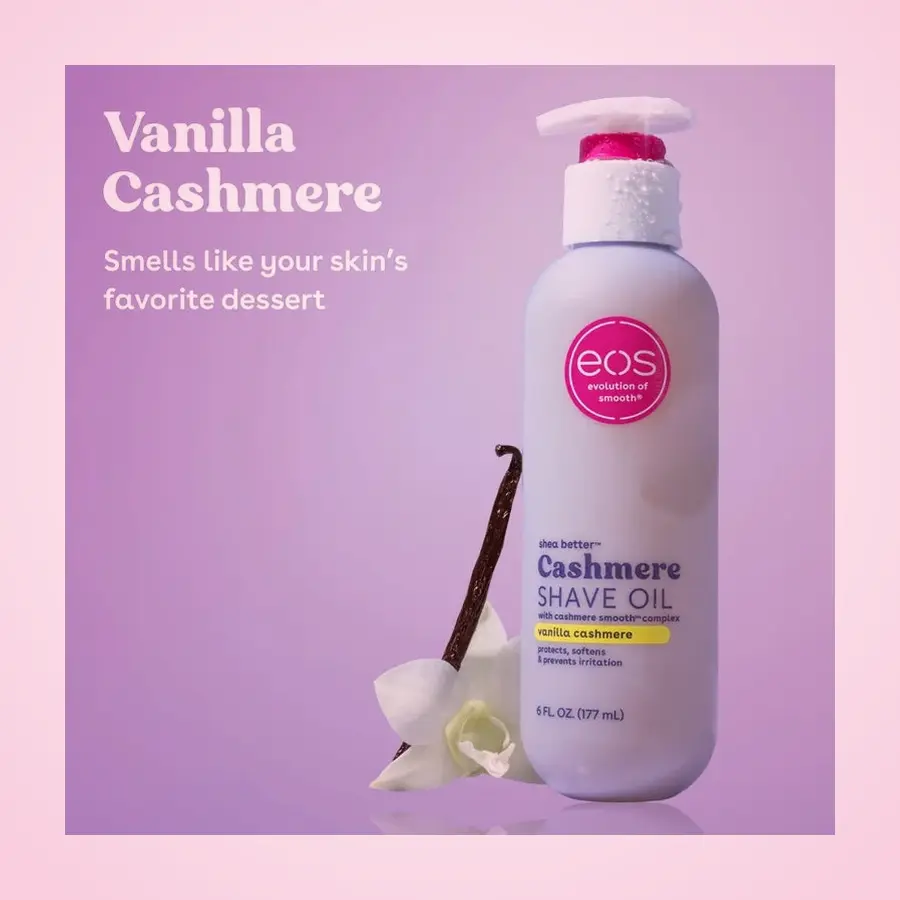 Vanilla
Cashmere
Smells like your skin's
favorite dessert
eos
evolution of
smooth®
shea better™
Cashmere
SHAVE OIL
with cashmere smooth™ complex
vanilla cashmere
protects, softens
& prevents irritation
6 FL. OZ. (177 mL)